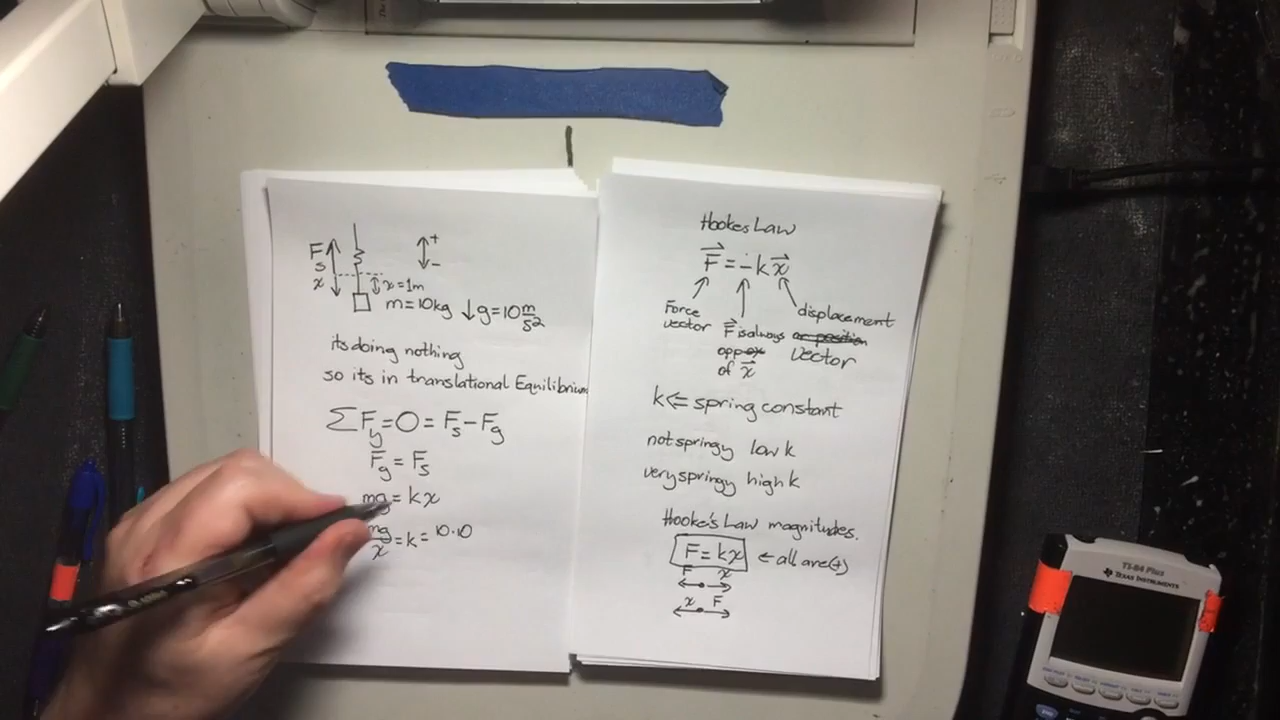 F
s
x
+
-
x=1m
m=10kg ↓g=10 m/s²
its doing nothing
so its in translational Equilibrium
ΣFy=0=Fs-Fg
Fg=Fs
mg=kx
mg/x=k=10·10
Hookes Law
F⃗=-kx⃗
Force vector
F⃗ is always opp of x⃗
displacement or position vector
k⇐spring constant
not springy low k
very springy high k
Hooke's Law magnitudes.
F=kx ← all are (+)
F x
x F
TI-84 Plus
TEXAS INSTRUMENTS